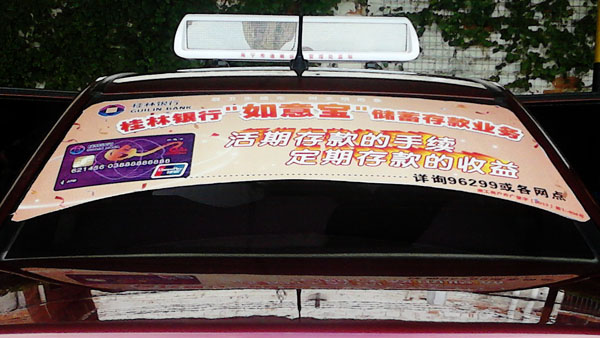 桂林银行
GUILIN BANK
桂林银行"如意宝"储蓄存款业务
活期存款的手续
定期存款的收益
621456 03888886886
详询96299或各网点